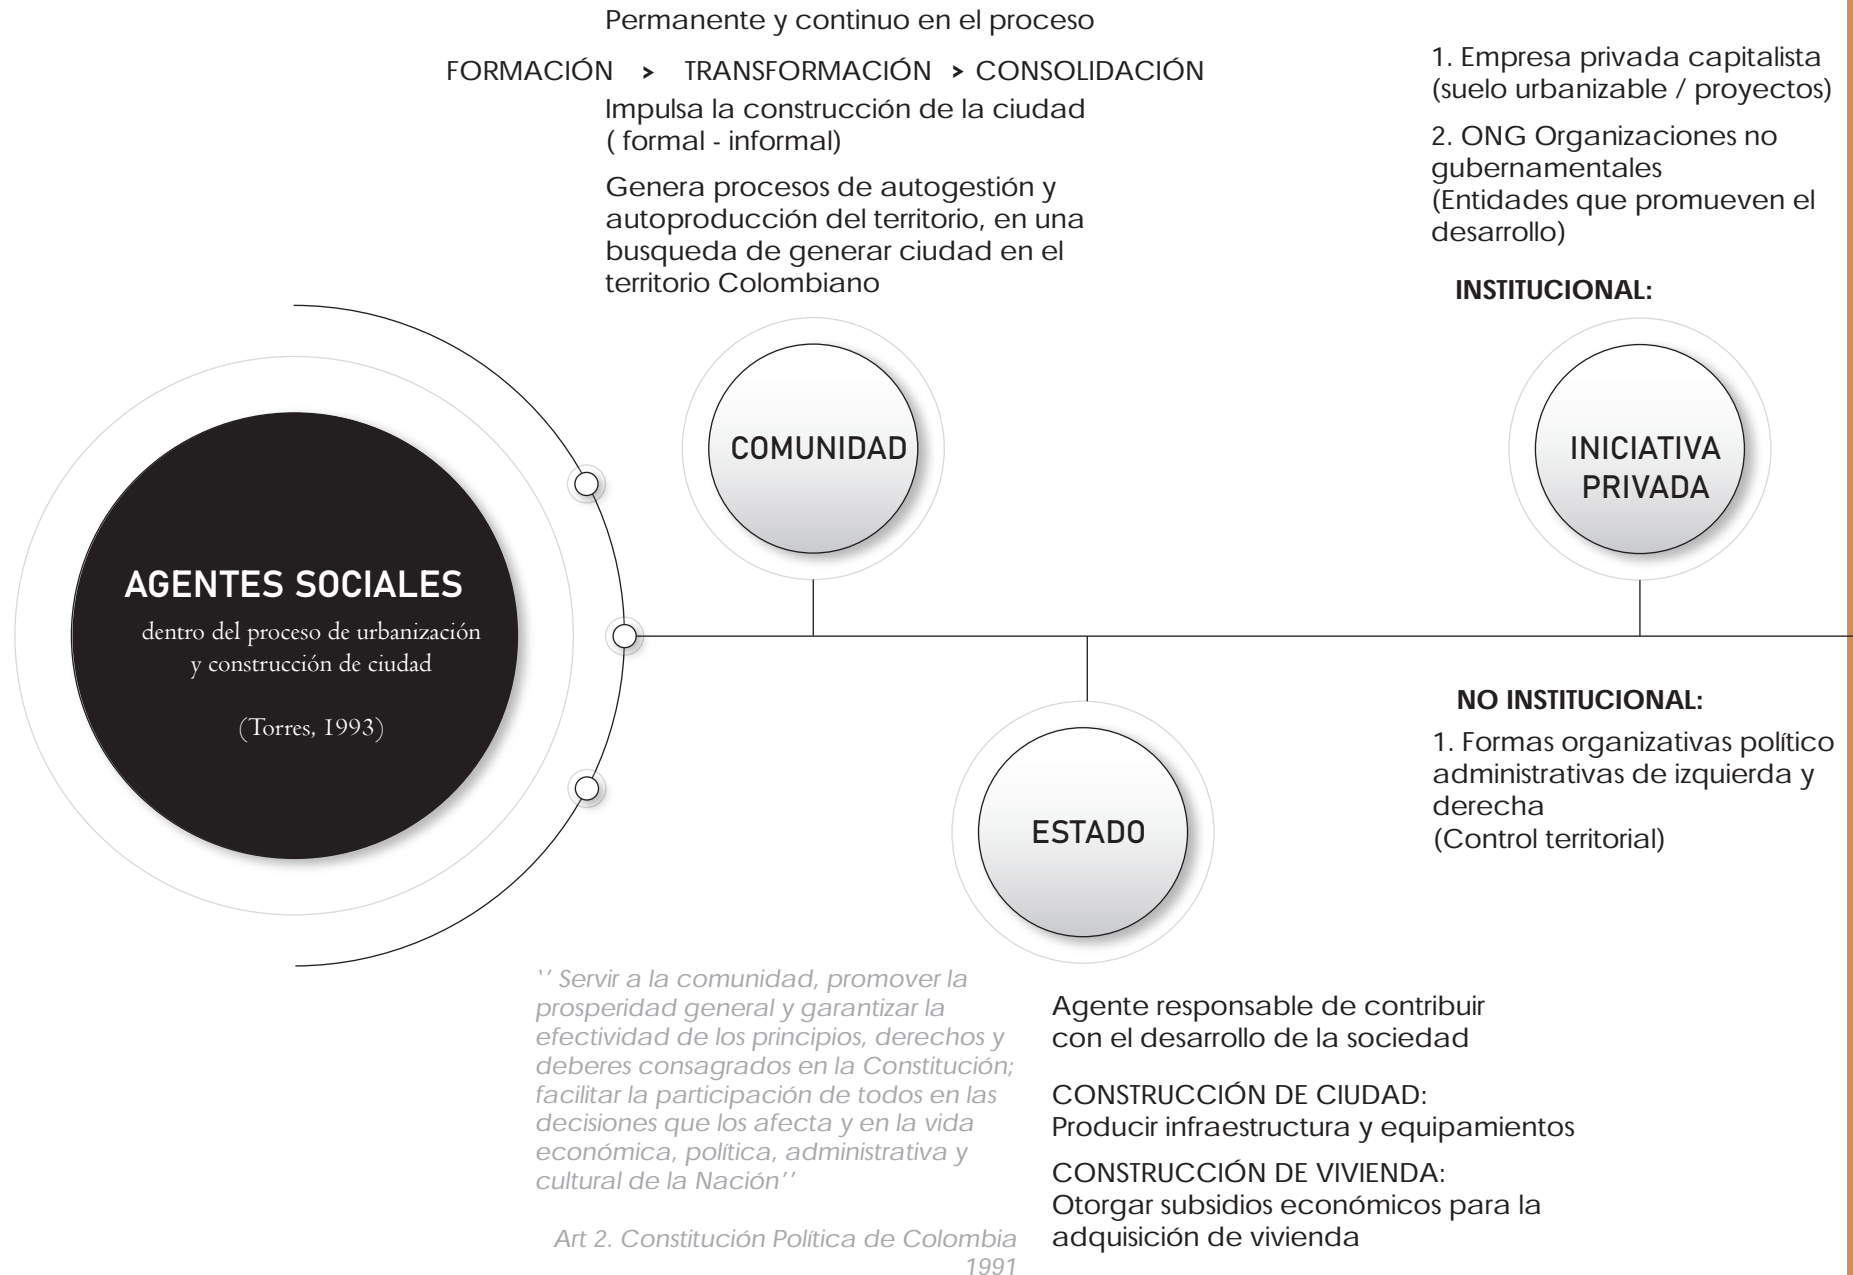 Permanente y continuo en el proceso
FORMACIÓN > TRANSFORMACIÓN > CONSOLIDACIÓN
Impulsa la construcción de la ciudad
( formal - informal)
Genera procesos de autogestión y
autoproducción del territorio, en una
busqueda de generar ciudad en el
territorio Colombiano
1. Empresa privada capitalista
(suelo urbanizable / proyectos)
2. ONG Organizaciones no
gubernamentales
(Entidades que promueven el
desarrollo)
INSTITUCIONAL:
COMUNIDAD
INICIATIVA
PRIVADA
AGENTES SOCIALES
dentro del proceso de urbanización
y construcción de ciudad
(Torres, 1993)
NO INSTITUCIONAL:
1. Formas organizativas político
administrativas de izquierda y
derecha
(Control territorial)
ESTADO
'' Servir a la comunidad, promover la
prosperidad general y garantizar la
efectividad de los principios, derechos y
deberes consagrados en la Constitución;
facilitar la participación de todos en las
decisiones que los afecta y en la vida
económica, política, administrativa y
cultural de la Nación''
Art 2. Constitución Política de Colombia
1991
Agente responsable de contribuir
con el desarrollo de la sociedad
CONSTRUCCIÓN DE CIUDAD:
Producir infraestructura y equipamientos
CONSTRUCCIÓN DE VIVIENDA:
Otorgar subsidios económicos para la
adquisición de vivienda